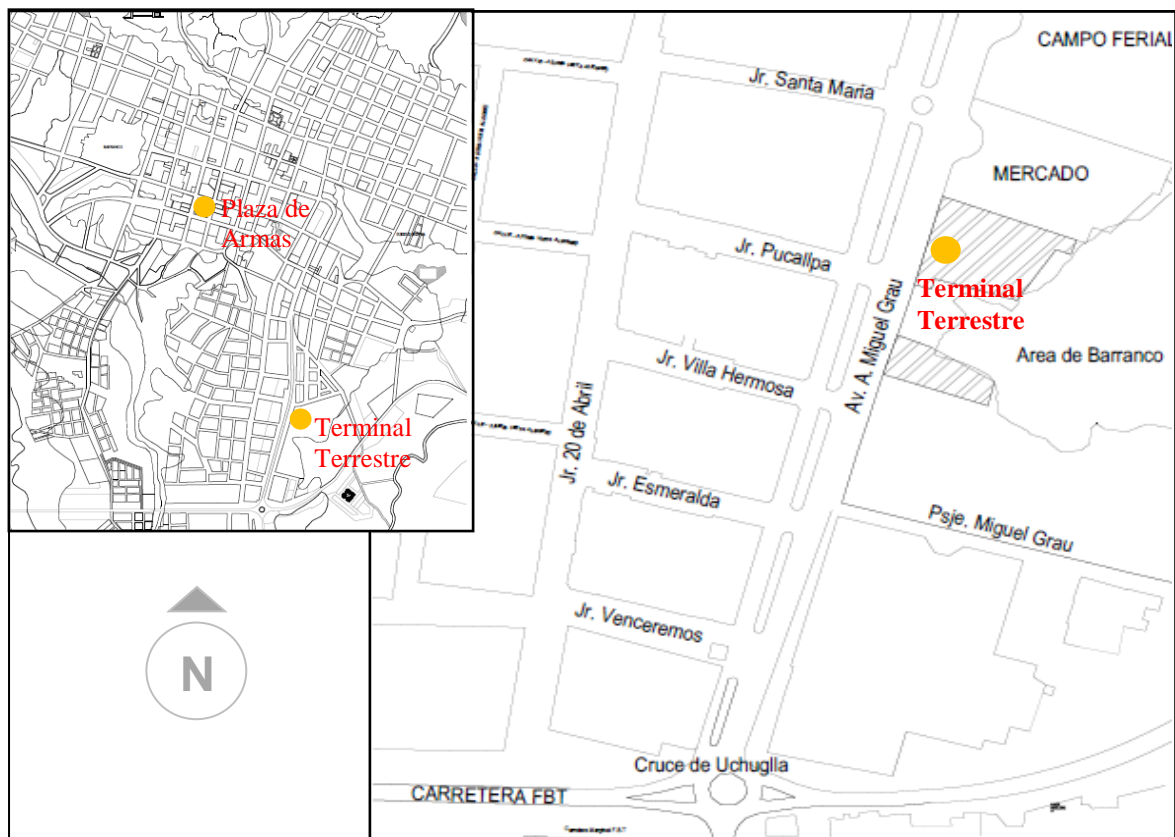 Plaza de
Armas
Terminal
Terrestre
N
CAMPO FERIAL
Jr. Santa Maria
MERCADO
Jr. Pucallpa
Terminal
Terrestre
Av. A. Miguel Grau
Area de Barranco
Jr. Villa Hermosa
Jr. 20 de Abril
Jr. Esmeralda
Psje. Miguel Grau
Jr. Venceremos
Cruce de Uchuglla
CARRETERA FBT